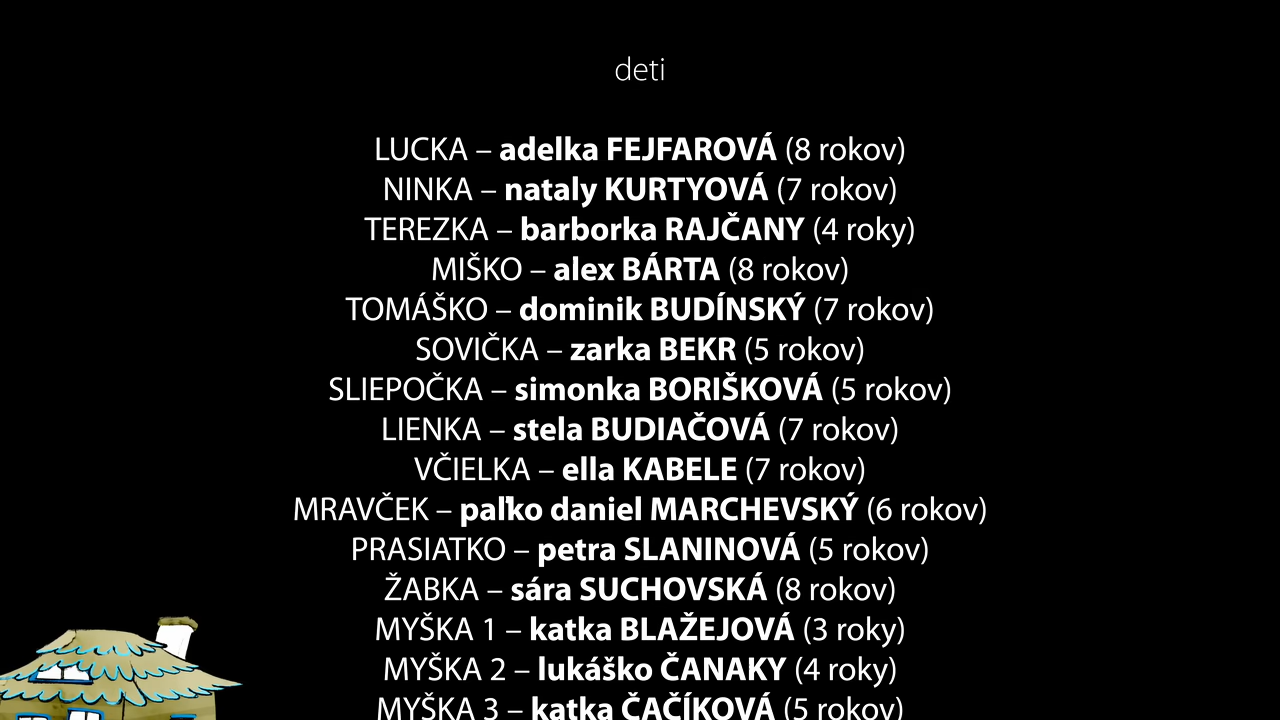 deti
LUCKA – adelka FEJFAROVÁ (8 rokov)
NINKA – nataly KURTYOVÁ (7 rokov)
TEREZKA – barborka RAJČANY (4 roky)
MIŠKO – alex BÁRTA (8 rokov)
TOMÁŠKO – dominik BUDÍNSKÝ (7 rokov)
SOVIČKA – zarka BEKR (5 rokov)
SLIEPOČKA – simonka BORIŠKOVÁ (5 rokov)
LIENKA – stela BUDIAČOVÁ (7 rokov)
VČIELKA – ella KABELE (7 rokov)
MRAVČEK – paľko daniel MARCHEVSKÝ (6 rokov)
PRASIATKO – petra SLANINOVÁ (5 rokov)
ŽABKA – sára SUCHOVSKÁ (8 rokov)
MYŠKA 1 – katka BLAŽEJOVÁ (3 roky)
MYŠKA 2 – lukáško ČANAKY (4 roky)
MYŠKA 3 – katka ČAČÍKOVÁ (5 rokov)